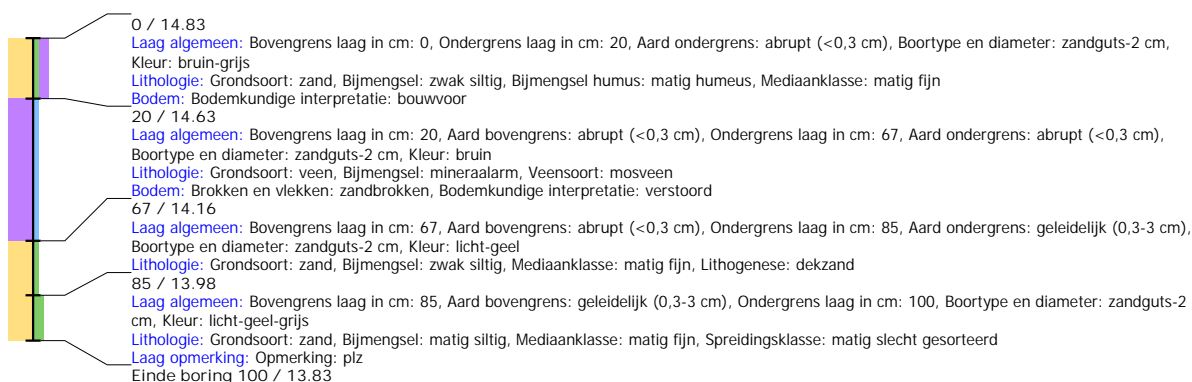 0 / 14.83
Laag algemeen: Bovengrens laag in cm: 0, Ondergrens laag in cm: 20, Aard ondergrens: abrupt (<0,3 cm), Boortype en diameter: zandguts-2 cm,
Kleur: bruin-grijs
Lithologie: Grondsoort: zand, Bijmengsel: zwak siltig, Bijmengsel humus: matig humeus, Mediaanklasse: matig fijn
Bodem: Bodemkundige interpretatie: bouwvoor
20 / 14.63
Laag algemeen: Bovengrens laag in cm: 20, Aard bovengrens: abrupt (<0,3 cm), Ondergrens laag in cm: 67, Aard ondergrens: abrupt (<0,3 cm),
Boortype en diameter: zandguts-2 cm, Kleur: bruin
Lithologie: Grondsoort: veen, Bijmengsel: mineraalarm, Veensoort: mosveen
Bodem: Brokken en vlekken: zandbrokken, Bodemkundige interpretatie: verstoord
67 / 14.16
Laag algemeen: Bovengrens laag in cm: 67, Aard bovengrens: abrupt (<0,3 cm), Ondergrens laag in cm: 85, Aard ondergrens: geleidelijk (0,3-3 cm),
Boortype en diameter: zandguts-2 cm, Kleur: licht-geel
Lithologie: Grondsoort: zand, Bijmengsel: zwak siltig, Mediaanklasse: matig fijn, Lithogenese: dekzand
85 / 13.98
Laag algemeen: Bovengrens laag in cm: 85, Aard bovengrens: geleidelijk (0,3-3 cm), Ondergrens laag in cm: 100, Boortype en diameter: zandguts-2
cm, Kleur: licht-geel-grijs
Lithologie: Grondsoort: zand, Bijmengsel: matig siltig, Mediaanklasse: matig fijn, Spreidingsklasse: matig slecht gesorteerd
Laag opmerking: Opmerking: plz
Einde boring 100 / 13.83